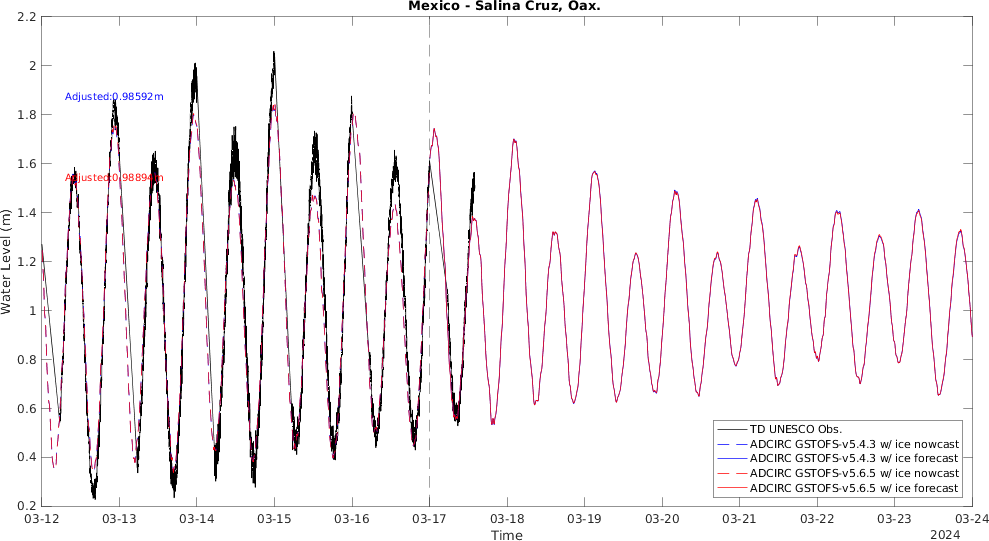 Mexico - Salina Cruz, Oax.
2.2
2
1.8
1.6
1.4
1.2
1
0.8
0.6
0.4
0.2
Water Level (m)
Adjusted:0.98592m
Adjusted:0.98894m
TD UNESCO Obs.
ADCIRC GSTOFS-v5.4.3 w/ ice nowcast
ADCIRC GSTOFS-v5.4.3 w/ ice forecast
ADCIRC GSTOFS-v5.6.5 w/ ice nowcast
ADCIRC GSTOFS-v5.6.5 w/ ice forecast
03-12 03-13 03-14 03-15 03-16 03-17 03-18 03-19 03-20 03-21 03-22 03-23 03-24
Time
2024